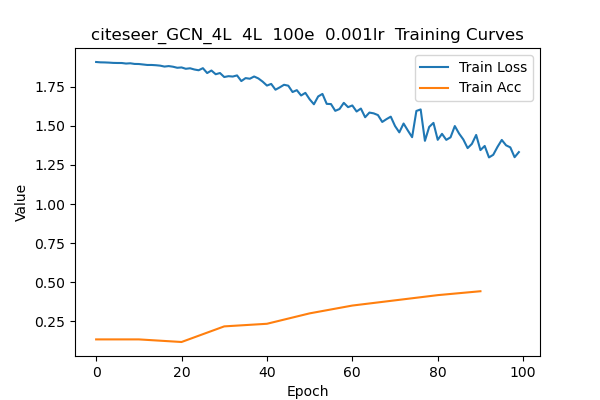 citeseer_GCN_4L  4L  100e  0.001lr  Training Curves
Train Loss
Train Acc
Value
1.75
1.50
1.25
1.00
0.75
0.50
0.25
0 20 40 60 80 100
Epoch